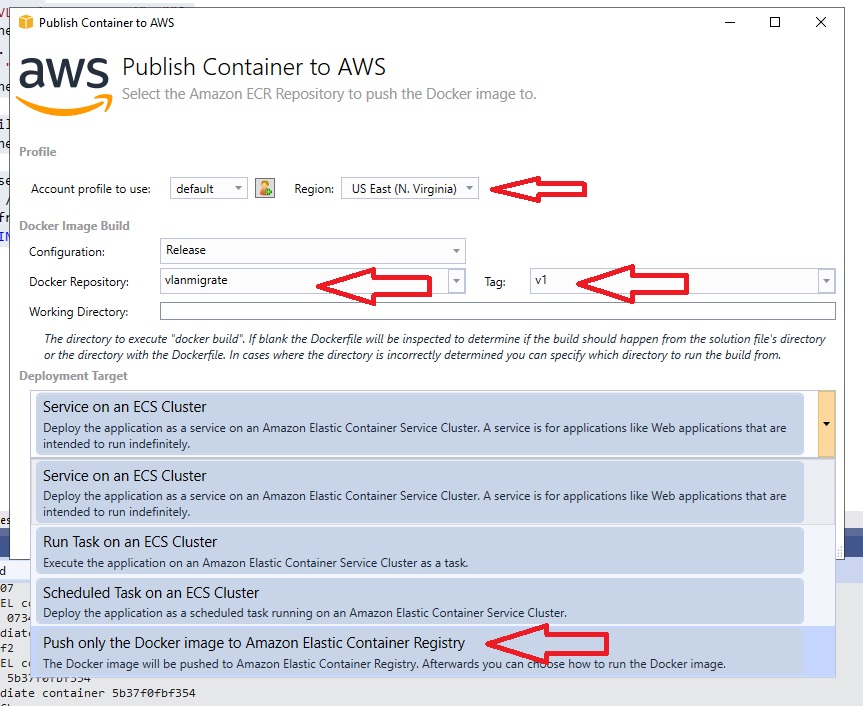 Publish Container to AWS
aws
Publish Container to AWS
Select the Amazon ECR Repository to push the Docker image to.
Profile
Account profile to use: default Region: US East (N. Virginia)
Docker Image Build
Configuration: Release
Docker Repository: vlanmigrate Tag: v1
Working Directory:
The directory to execute "docker build". If blank the Dockerfile will be inspected to determine if the build should happen from the solution file's directory
or the directory with the Dockerfile. In cases where the directory is incorrectly determined you can specify which directory to run the build from.
Deployment Target
Service on an ECS Cluster
Deploy the application as a service on an Amazon Elastic Container Service Cluster. A service is for applications like Web applications that are
intended to run indefinitely.
Service on an ECS Cluster
Deploy the application as a service on an Amazon Elastic Container Service Cluster. A service is for applications like Web applications that are
intended to run indefinitely.
Run Task on an ECS Cluster
Execute the application on an Amazon Elastic Container Service Cluster as a task.
Scheduled Task on an ECS Cluster
Deploy the application as a scheduled task running on an Amazon Elastic Container Service Cluster.
Push only the Docker image to Amazon Elastic Container Registry
The Docker image will be pushed to Amazon Elastic Container Registry. Afterwards you can choose how to run the Docker image.
07
EL
0734
diate
f2
EL
5b37f0fbf354
diate container 5b37f0fbf354